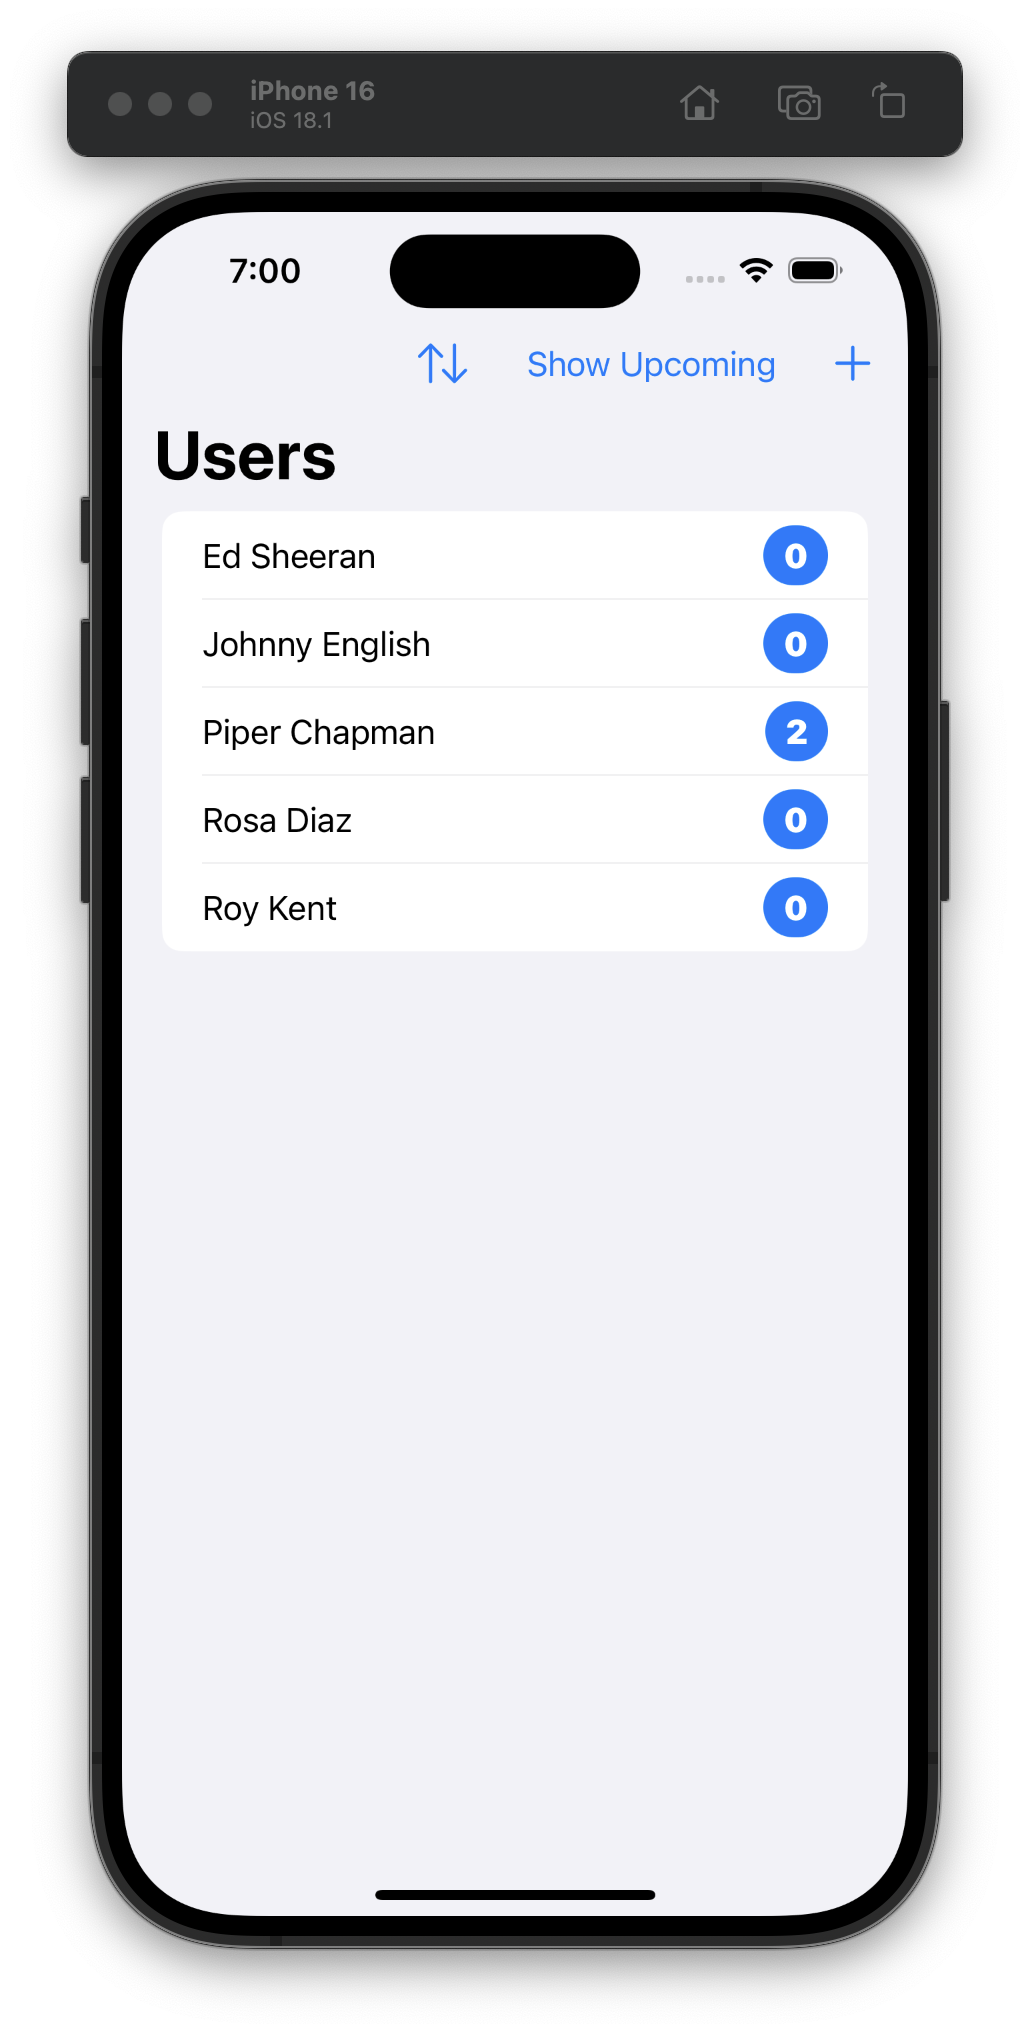 iPhone 16
iOS 18.1
7:00
Show Upcoming
Users
Ed Sheeran 0
Johnny English 0
Piper Chapman 2
Rosa Diaz 0
Roy Kent 0